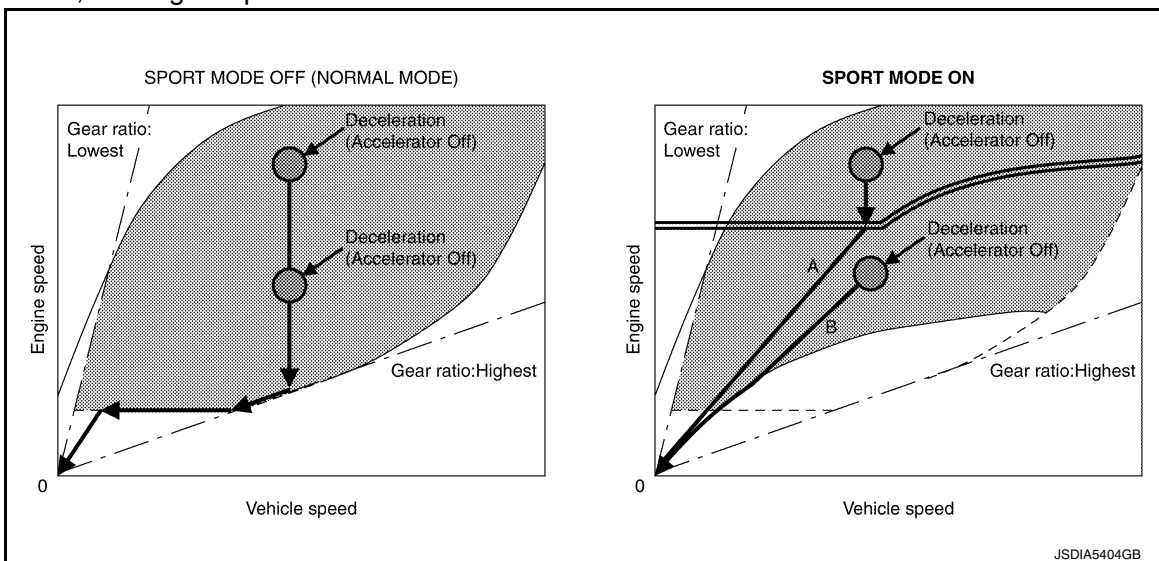 SPORT MODE OFF (NORMAL MODE)
Gear ratio:
Lowest
Deceleration
(Accelerator Off)
Deceleration
(Accelerator Off)
Gear ratio:Highest
Engine speed
0
Vehicle speed
SPORT MODE ON
Gear ratio:
Lowest
Deceleration
(Accelerator Off)
Deceleration
(Accelerator Off)
A
B
Gear ratio:Highest
Engine speed
0
Vehicle speed
JSDIA5404GB